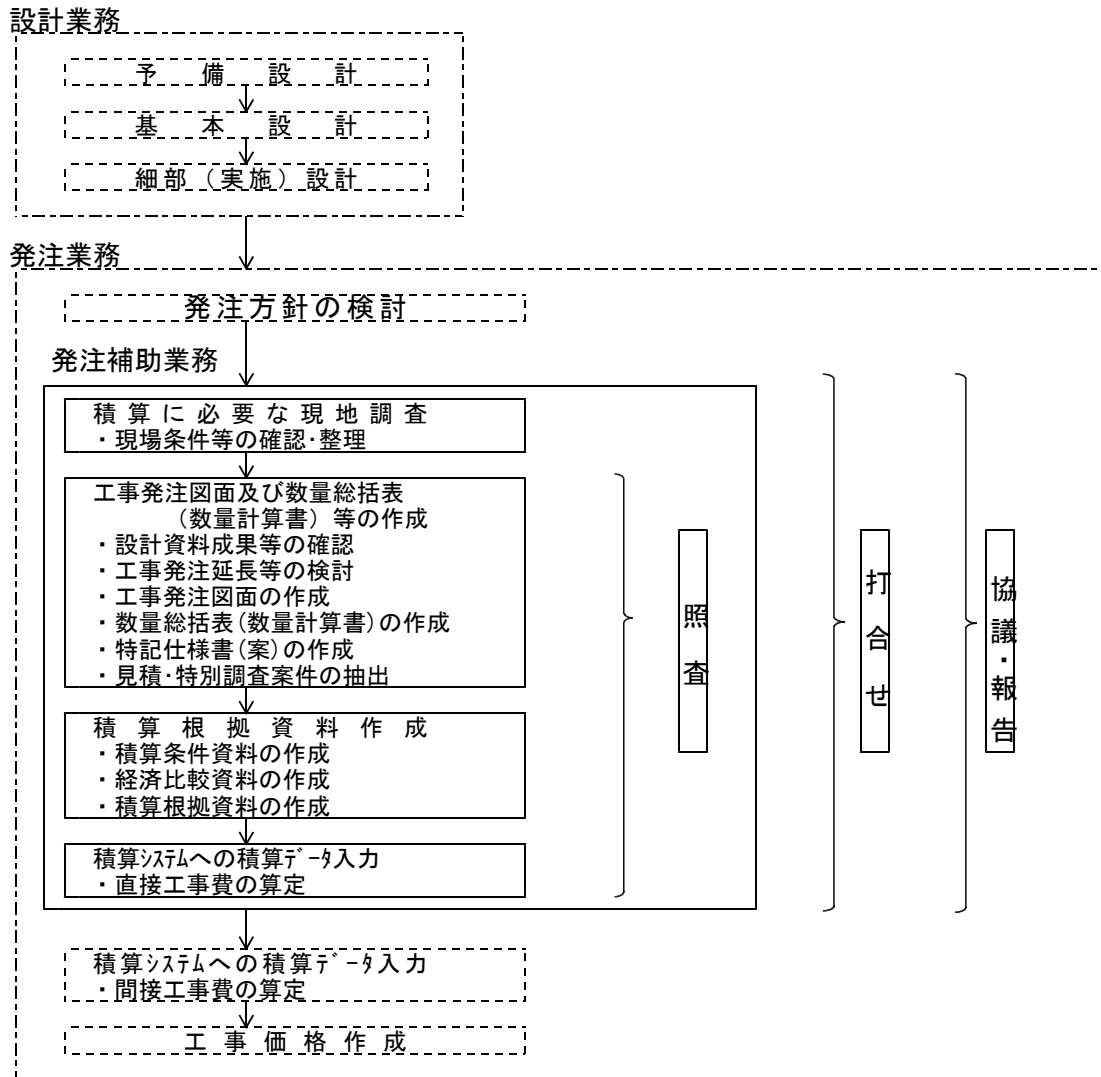 設計業務
予備設計
基本設計
細部（実施）設計
発注業務
発注方針の検討
発注補助業務
積算に必要な現地調査
・現場条件等の確認･整理
工事発注図面及び数量総括表
（数量計算書）等の作成
・設計資料成果等の確認
・工事発注延長等の検討
・工事発注図面の作成
・数量総括表(数量計算書)の作成
・特記仕様書(案)の作成
・見積･特別調査案件の抽出
積算根拠資料作成
・積算条件資料の作成
・経済比較資料の作成
・積算根拠資料の作成
積算ｼｽﾃﾑへの積算ﾃﾞｰﾀ入力
・直接工事費の算定
照査
打合せ
協議・報告
積算ｼｽﾃﾑへの積算ﾃﾞｰﾀ入力
・間接工事費の算定
工事価格作成